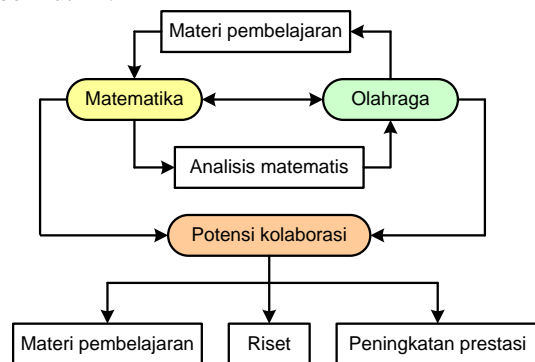 Materi pembelajaran
Matematika
Olahraga
Analisis matematis
Potensi kolaborasi
Materi pembelajaran
Riset
Peningkatan prestasi